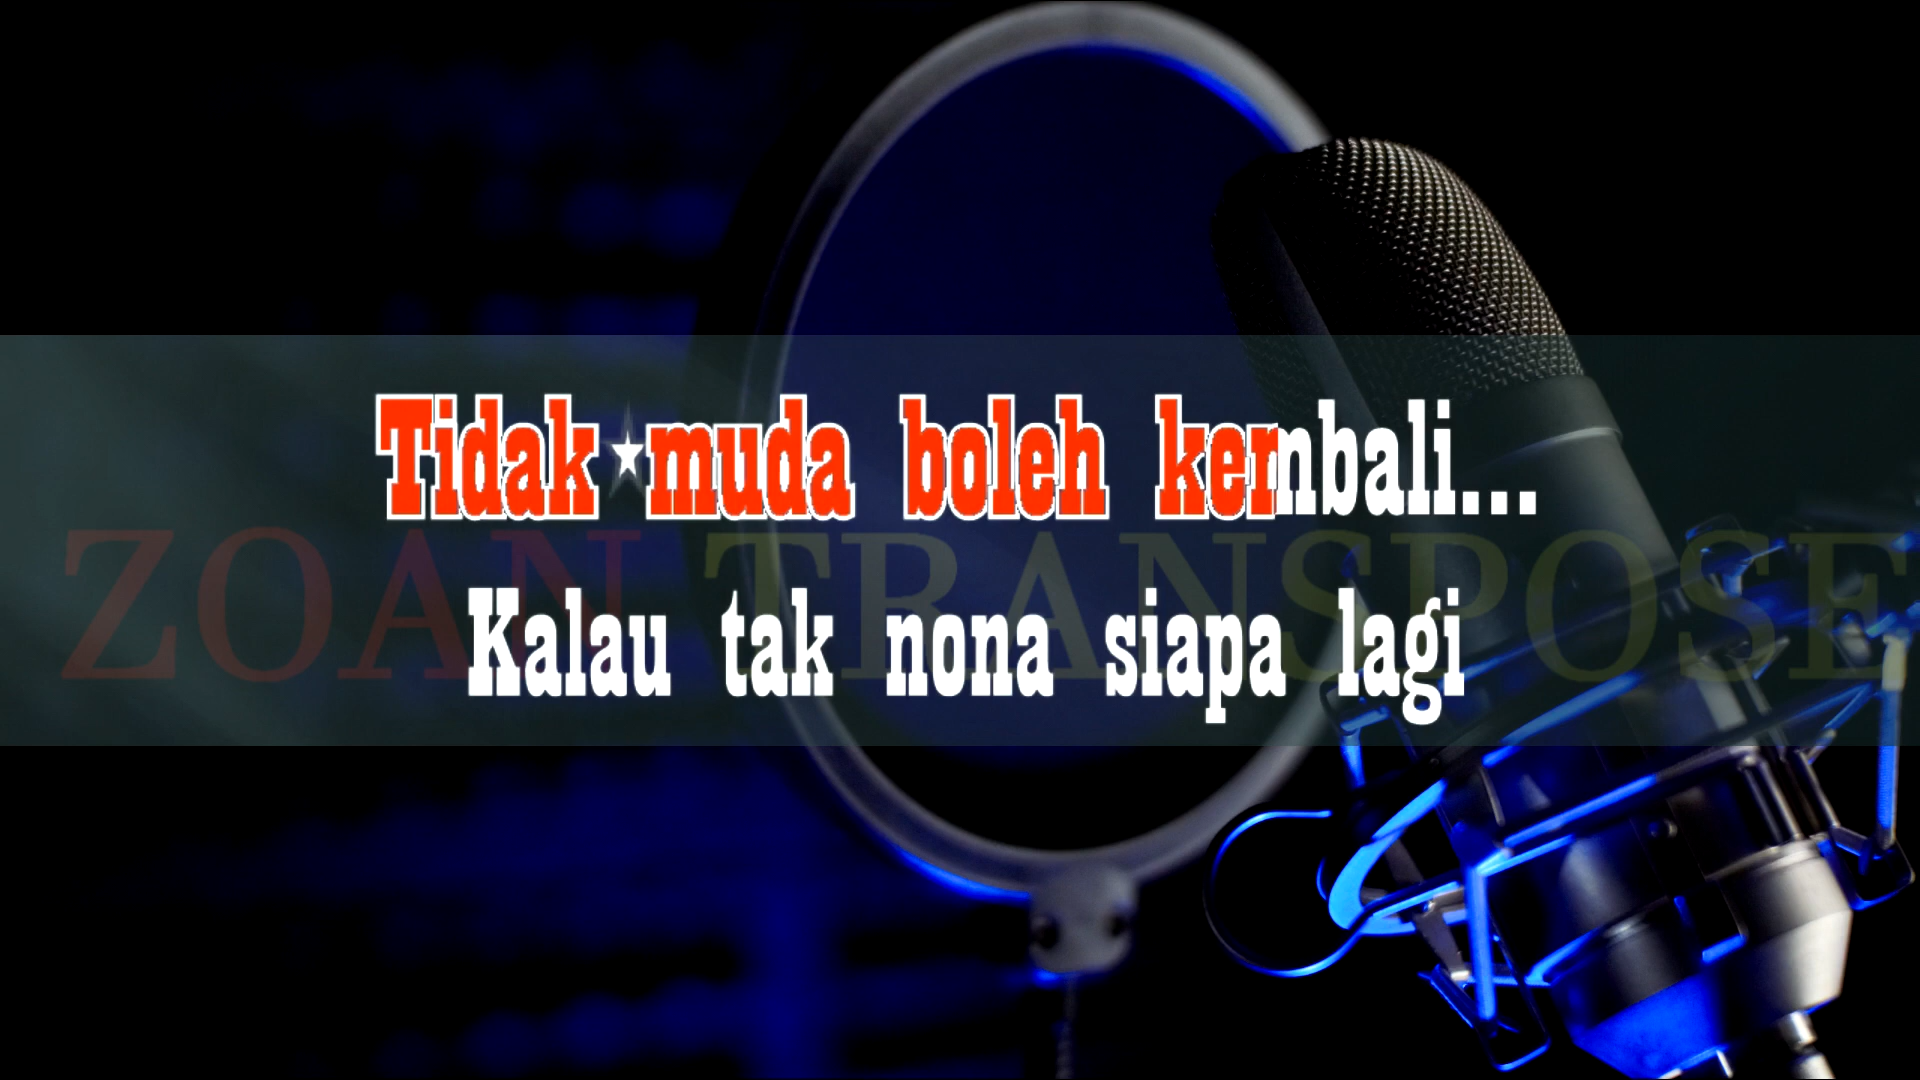 Tidak muda boleh kembali...
ZOAN TRANSPOSE
Kalau tak nona siapa lagi